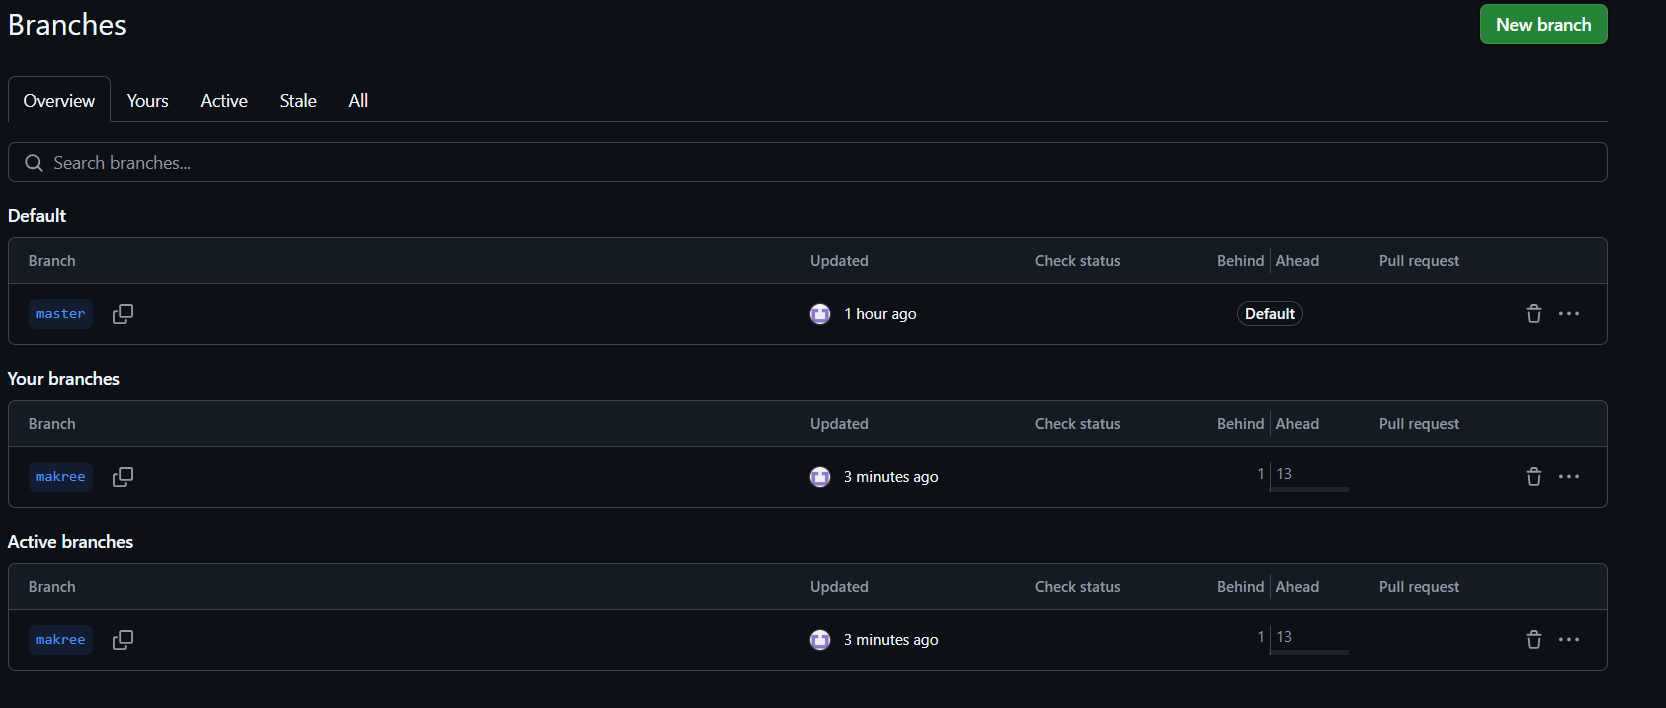 Branches
New branch
Overview Yours Active Stale All
Search branches...
Default
Branch Updated Check status Behind Ahead Pull request
master 1 hour ago Default
Your branches
Branch Updated Check status Behind Ahead Pull request
makree 3 minutes ago 1 13
Active branches
Branch Updated Check status Behind Ahead Pull request
makree 3 minutes ago 1 13